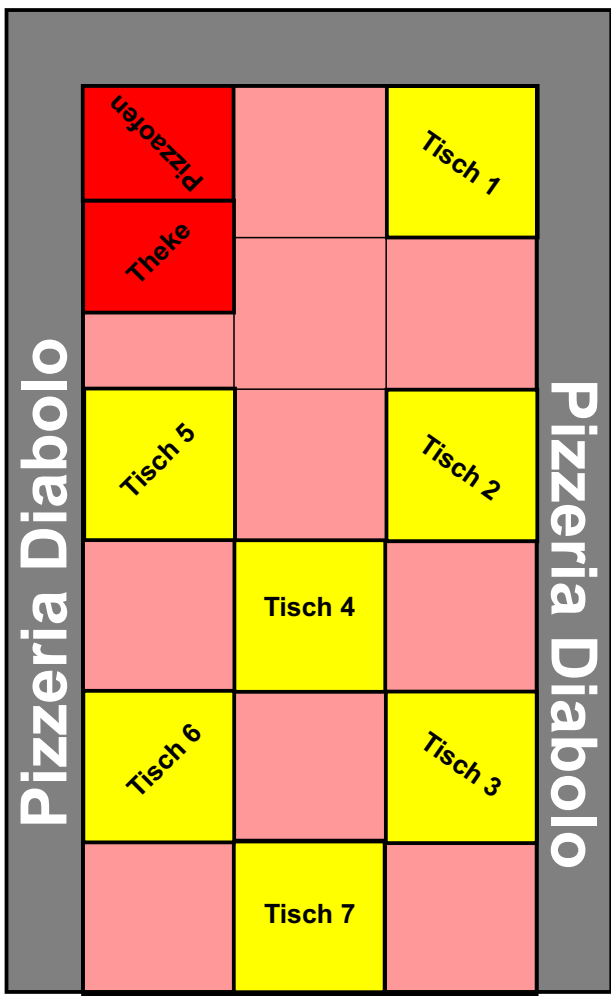 Pizzaofen
Tisch 1
Theke
Pizzeria Diabolo
Pizzeria Diabolo
Tisch 5
Tisch 2
Tisch 4
Tisch 6
Tisch 3
Tisch 7